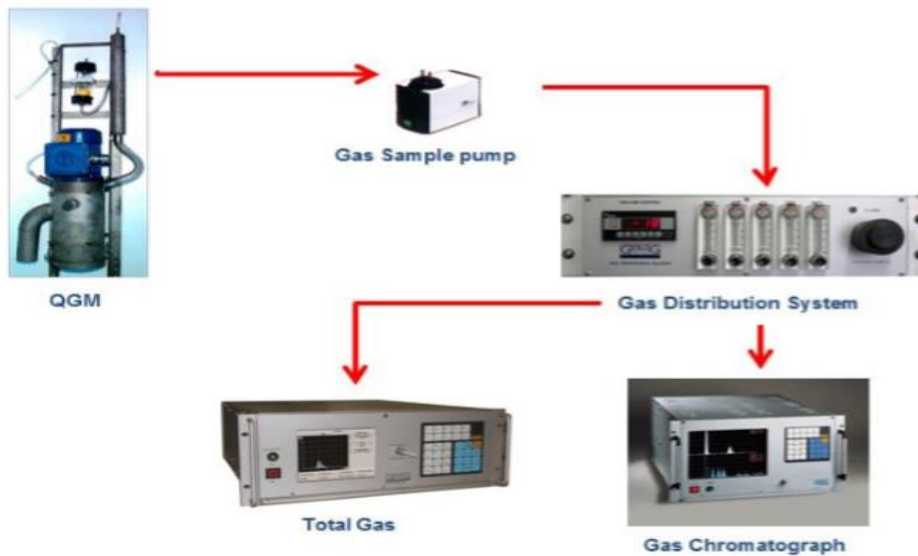 Gas Sample pump
QGM
Gas Distribution System
Total Gas
Gas Chromatograph